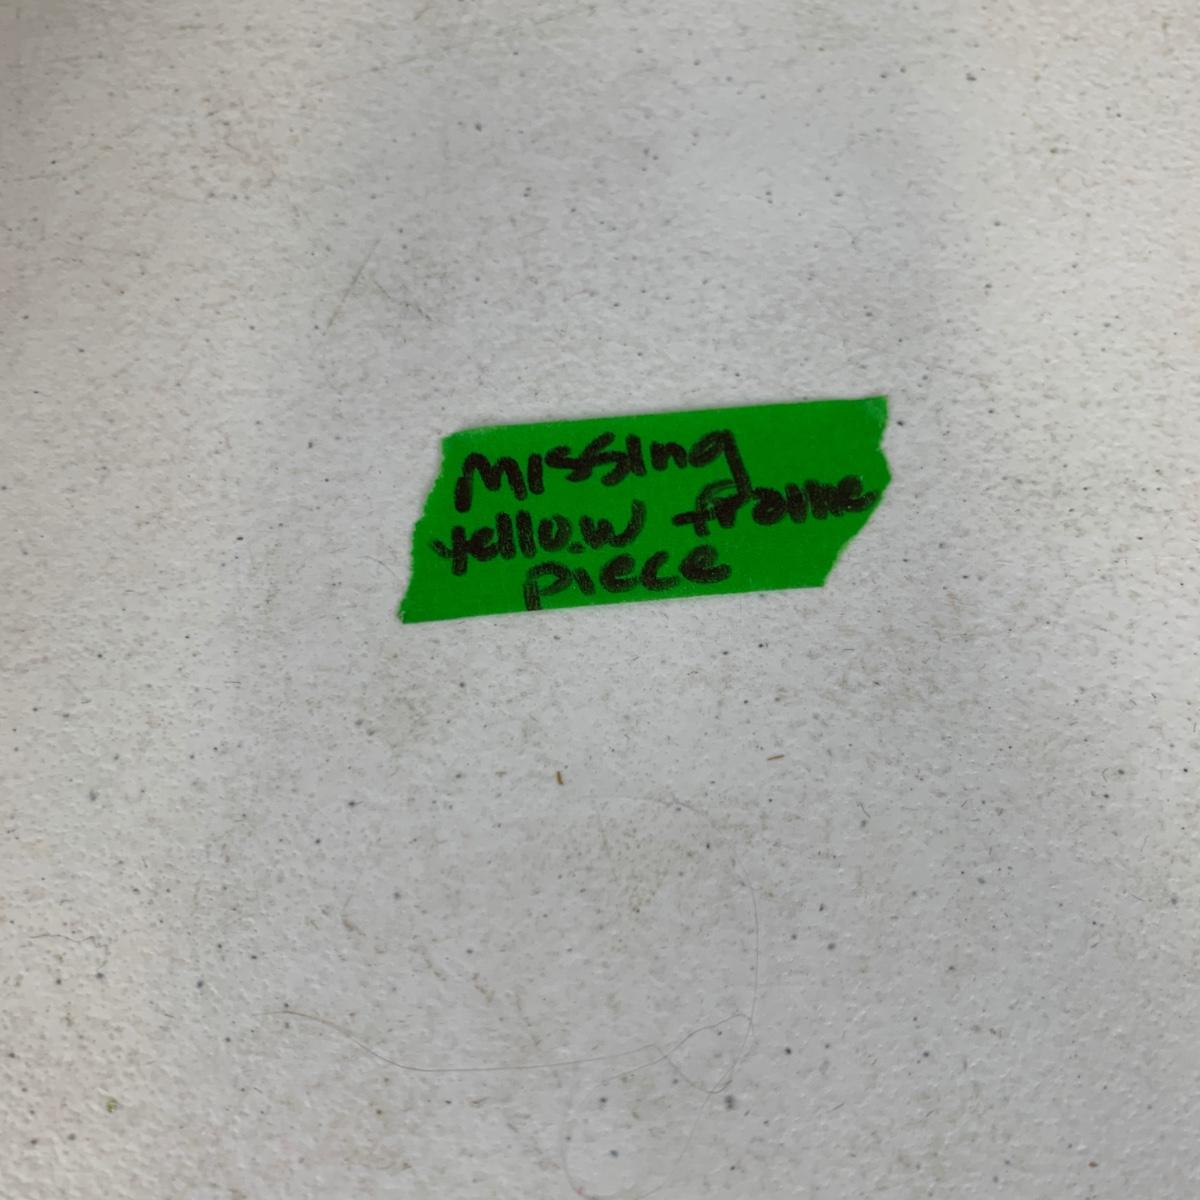 Missing
yellow frame
piece